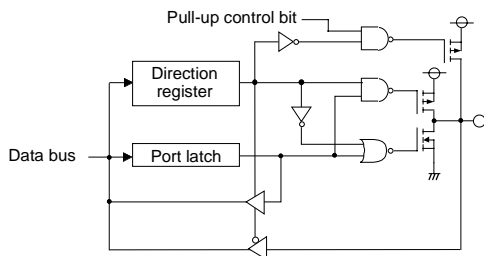 Pull-up control bit
Direction
register
Data bus
Port latch